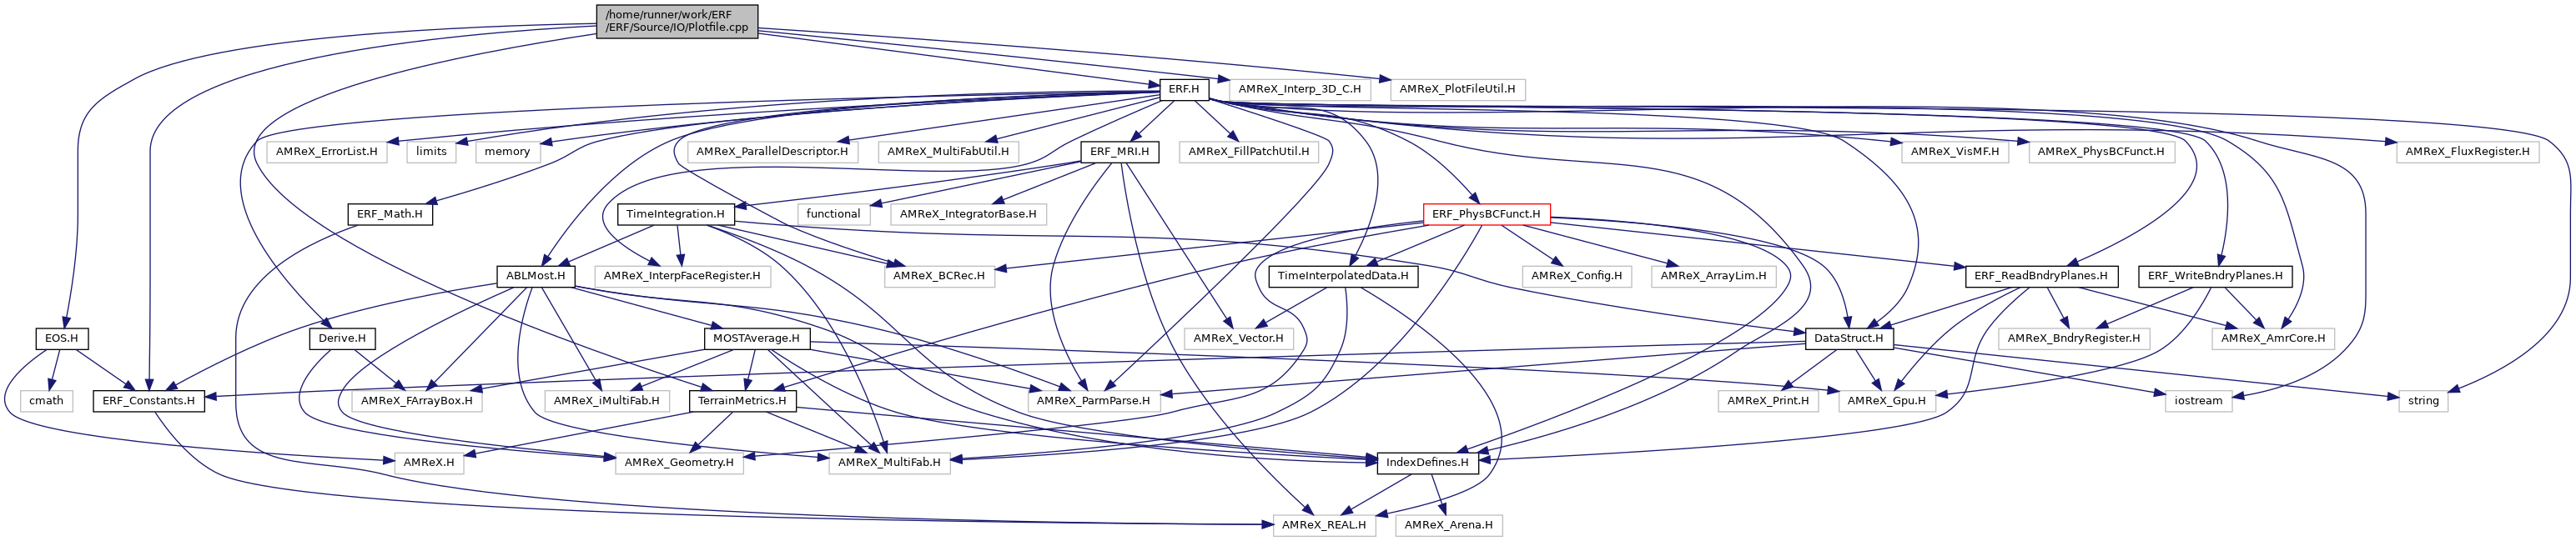 /home/runner/work/ERF
/ERF/Source/IO/Plotfile.cpp
ERF.H
AMReX_Interp_3D_C.H
AMReX_PlotFileUtil.H
AMReX_ErrorList.H
limits
memory
AMReX_ParallelDescriptor.H
AMReX_MultiFabUtil.H
ERF_MRI.H
AMReX_FillPatchUtil.H
AMReX_VisMF.H
AMReX_PhysBCFunct.H
AMReX_FluxRegister.H
ERF_Math.H
TimeIntegration.H
functional
AMReX_IntegratorBase.H
ERF_PhysBCFunct.H
ABLMost.H
AMReX_InterpFaceRegister.H
AMReX_BCRec.H
TimeInterpolatedData.H
AMReX_Config.H
AMReX_ArrayLim.H
ERF_ReadBndryPlanes.H
ERF_WriteBndryPlanes.H
EOS.H
Derive.H
MOSTAverage.H
AMReX_Vector.H
DataStruct.H
AMReX_BndryRegister.H
AMReX_AmrCore.H
cmath
ERF_Constants.H
AMReX_FArrayBox.H
AMReX_iMultiFab.H
TerrainMetrics.H
AMReX_ParmParse.H
AMReX_Print.H
AMReX_Gpu.H
iostream
string
AMReX.H
AMReX_Geometry.H
AMReX_MultiFab.H
IndexDefines.H
AMReX_REAL.H
AMReX_Arena.H